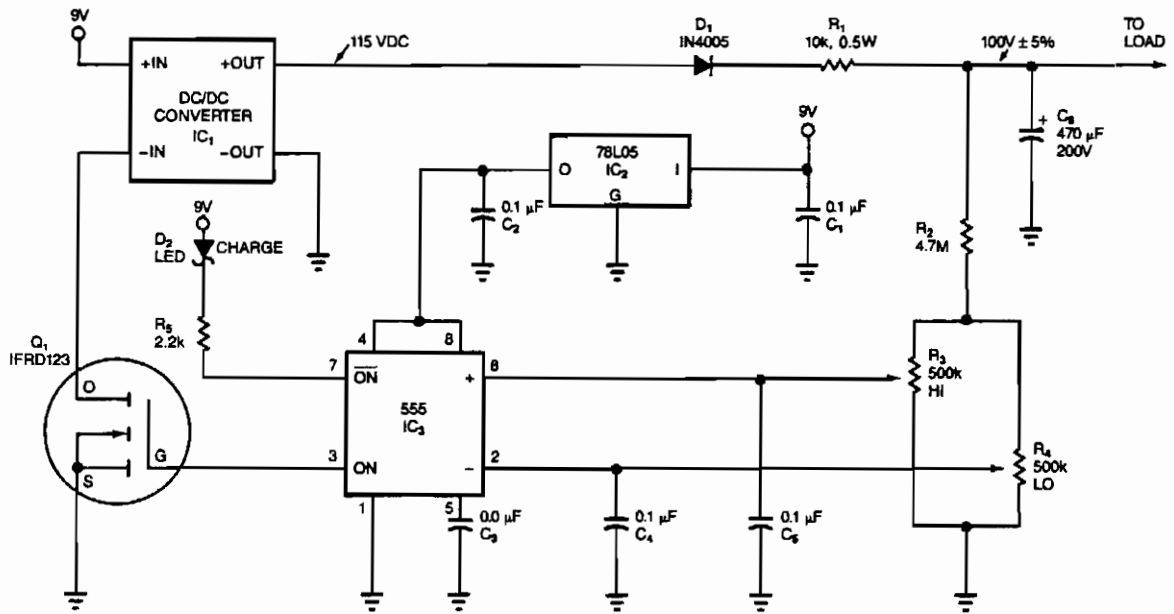 9V
+IN
+OUT
DC/DC
CONVERTER
IC1
-IN
-OUT
115 VDC
D1
IN4005
R1
10k, 0.5W
100V ± 5%
TO
LOAD
+
C6
470 µF
200V
9V
78L05
IC2
O
I
G
0.1 µF
C2
0.1 µF
C1
R2
4.7M
9V
D2
LED
CHARGE
R5
2.2k
Q1
IFRD123
O
G
S
4
8
7
ON
+
6
555
IC3
3
ON
-
2
1
5
0.0 µF
C3
0.1 µF
C4
0.1 µF
C5
R3
500k
HI
R4
500k
LO